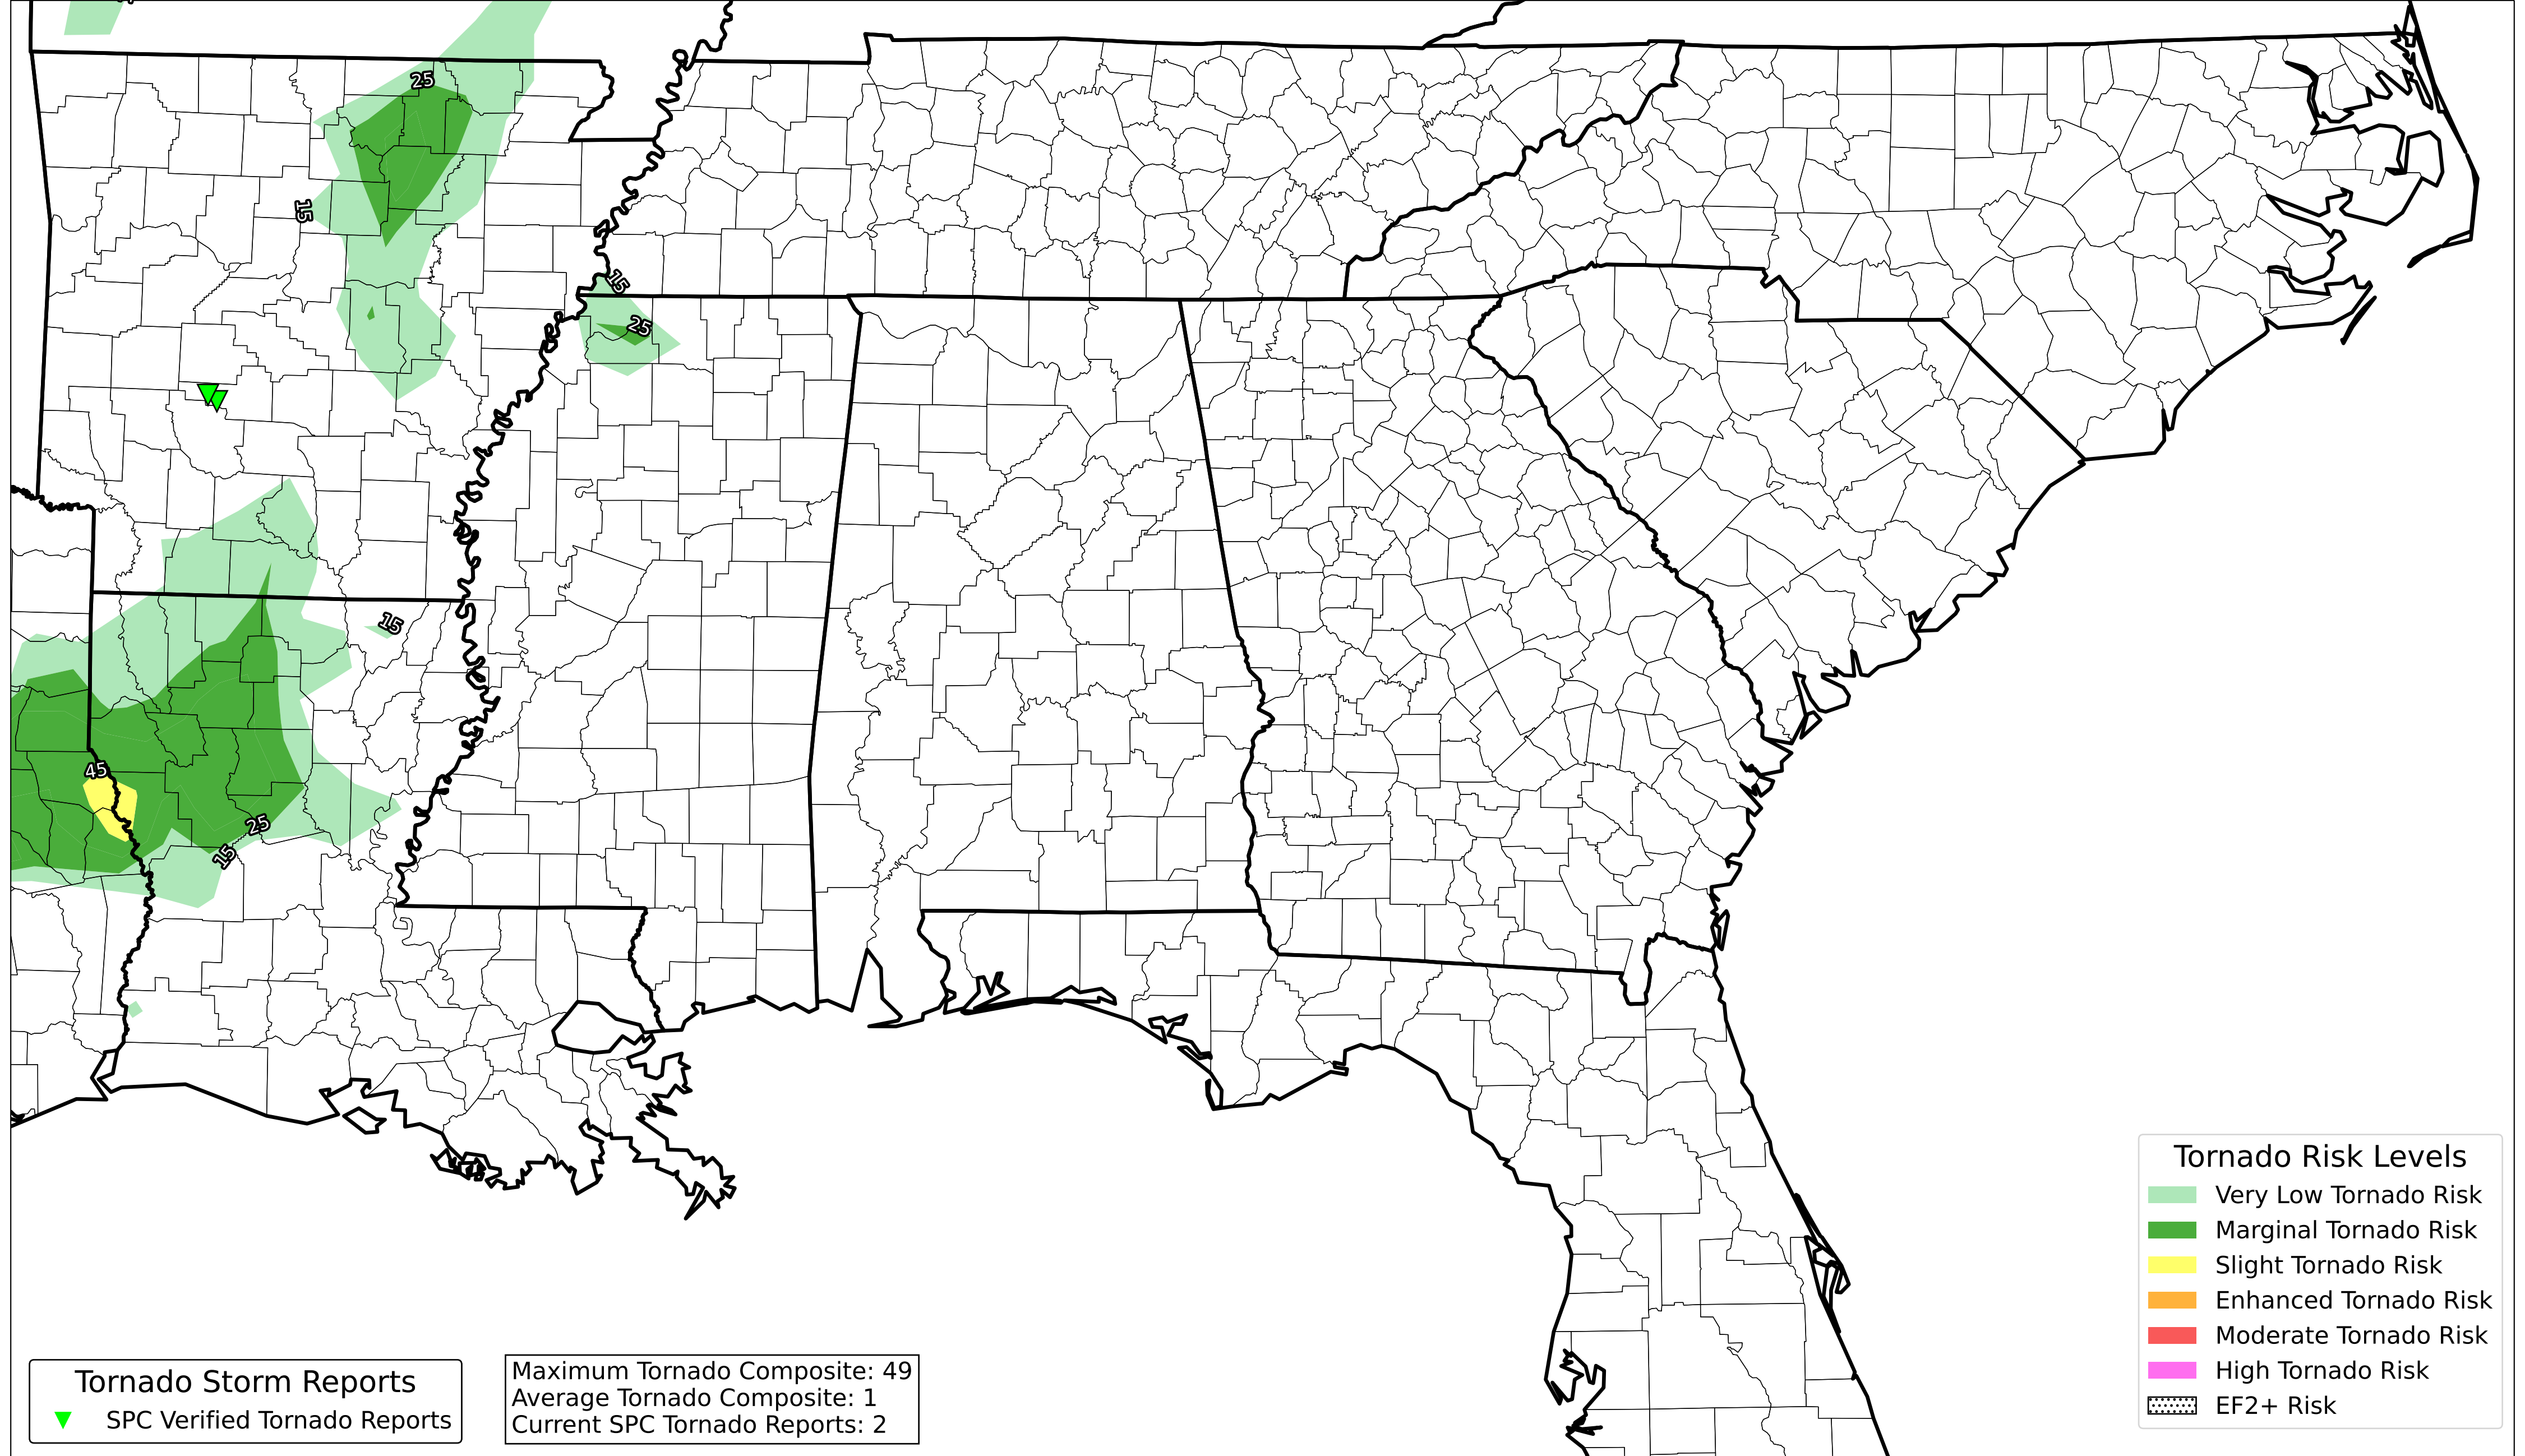 25
15
15
25
15
45
25
15
Tornado Risk Levels
Very Low Tornado Risk
Marginal Tornado Risk
Slight Tornado Risk
Enhanced Tornado Risk
Moderate Tornado Risk
High Tornado Risk
EF2+ Risk
Tornado Storm Reports
SPC Verified Tornado Reports
Maximum Tornado Composite: 49
Average Tornado Composite: 1
Current SPC Tornado Reports: 2